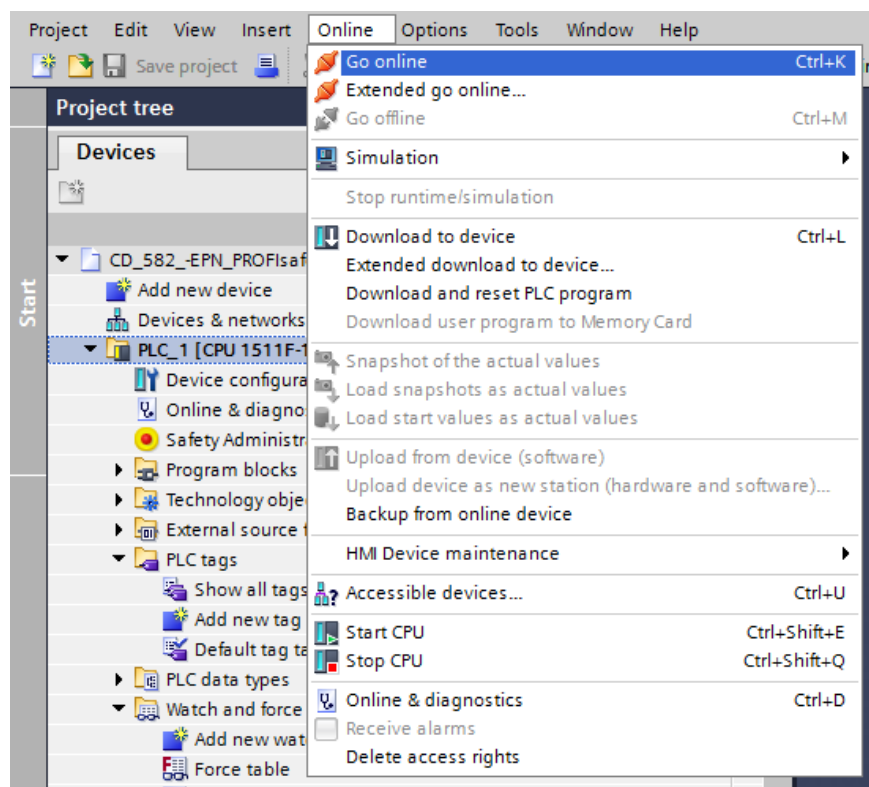 Project Edit View Insert Online Options Tools Window Help
Save project
Project tree
Devices
Start
CD_582_-EPN_PROFIsaf
Add new device
Devices & networks
PLC_1 [CPU 1511F-1
Device configura
Online & diagno
Safety Administr
Program blocks
Technology obje
External source f
PLC tags
Show all tags
Add new tag
Default tag ta
PLC data types
Watch and force
Add new wat
Force table
Go online Ctrl+K
Extended go online...
Go offline Ctrl+M
Simulation
Stop runtime/simulation
Download to device Ctrl+L
Extended download to device...
Download and reset PLC program
Download user program to Memory Card
Snapshot of the actual values
Load snapshots as actual values
Load start values as actual values
Upload from device (software)
Upload device as new station (hardware and software)...
Backup from online device
HMI Device maintenance
Accessible devices... Ctrl+U
Start CPU Ctrl+Shift+E
Stop CPU Ctrl+Shift+Q
Online & diagnostics Ctrl+D
Receive alarms
Delete access rights